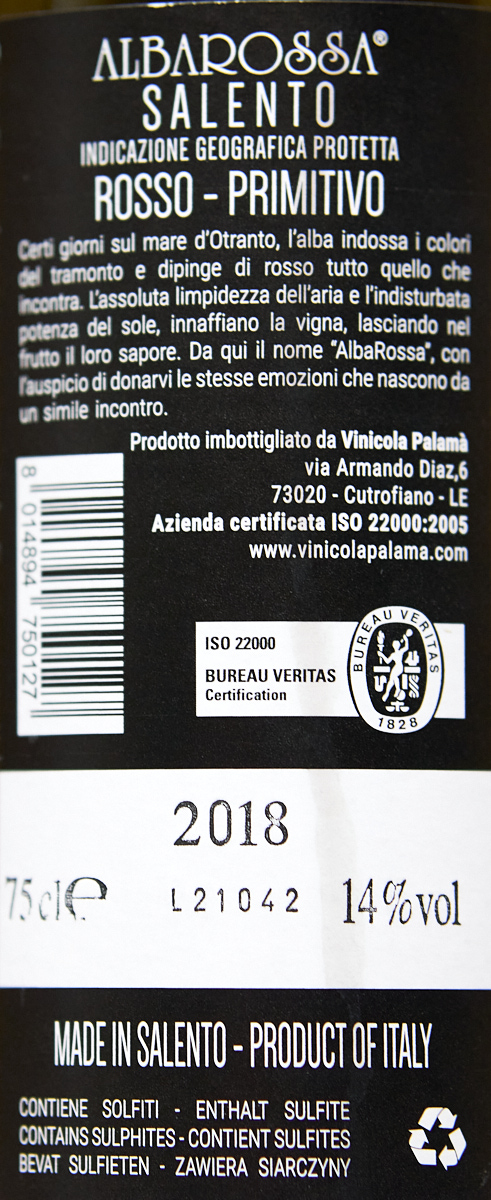 ALBAROSSA®
SALENTO
INDICAZIONE GEOGRAFICA PROTETTA
ROSSO - PRIMITIVO
Certi giorni sul mare d'Otranto, l'alba indossa i colori
del tramonto e dipinge di rosso tutto quello che
incontra. L'assoluta limpidezza dell'aria e l'indisturbata
potenza del sole, innaffiano la vigna, lasciando nel
frutto il loro sapore. Da qui il nome "AlbaRossa", con
l'auspicio di donarvi le stesse emozioni che nascono da
un simile incontro.
Prodotto imbottigliato da Vinicola Palamà
via Armando Diaz,6
73020 - Cutrofiano - LE
Azienda certificata ISO 22000:2005
www.vinicolapalama.com
8 014894 750127
ISO 22000
BUREAU VERITAS
Certification
BUREAU VERITAS
1828
2018
75 cl e L21042 14%vol
MADE IN SALENTO - PRODUCT OF ITALY
CONTIENE SOLFITI - ENTHALT SULFITE
CONTAINS SULPHITES - CONTIENT SULFITES
BEVAT SULFIETEN - ZAWIERA SIARCZYNY